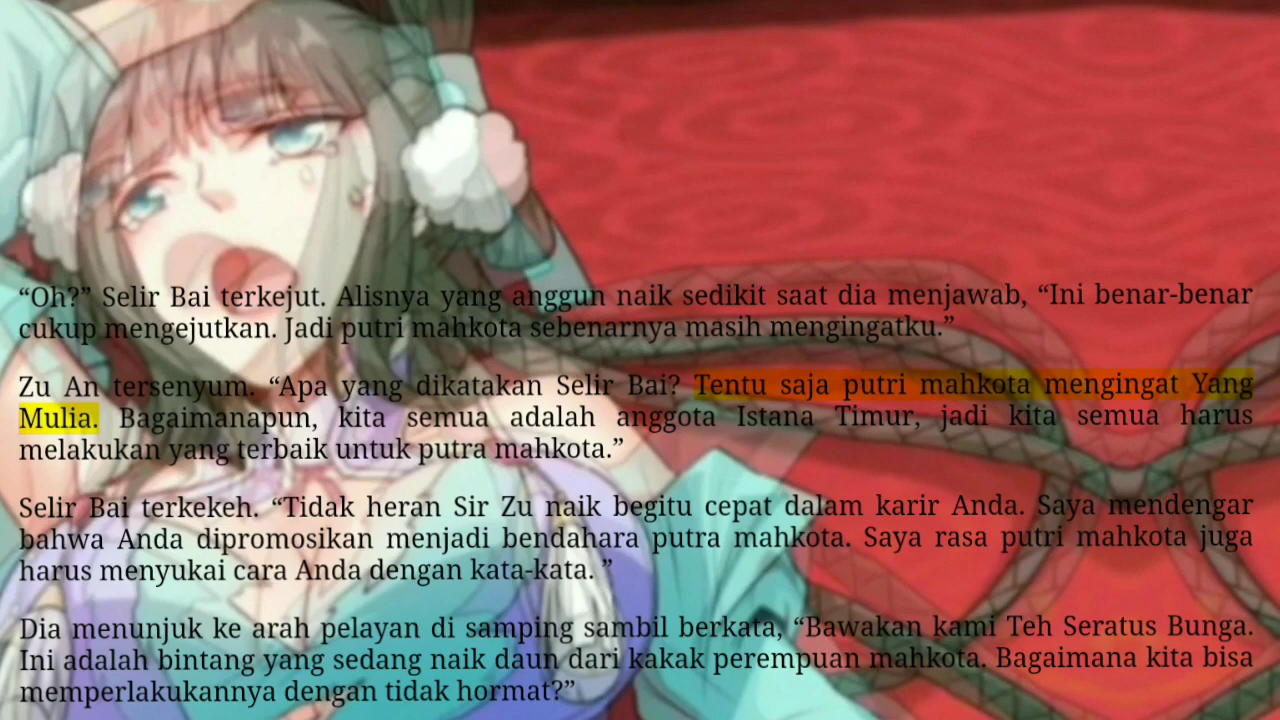 “Oh?” Selir Bai terkejut. Alisnya yang anggun naik sedikit saat dia menjawab, “Ini benar-benar
cukup mengejutkan. Jadi putri mahkota sebenarnya masih mengingatku.”
Zu An tersenyum. “Apa yang dikatakan Selir Bai? Tentu saja putri mahkota mengingat Yang
Mulia. Bagaimanapun, kita semua adalah anggota Istana Timur, jadi kita semua harus
melakukan yang terbaik untuk putra mahkota.”
Selir Bai terkekeh. “Tidak heran Sir Zu naik begitu cepat dalam karir Anda. Saya mendengar
bahwa Anda dipromosikan menjadi bendahara putra mahkota. Saya rasa putri mahkota juga
harus menyukai cara Anda dengan kata-kata. ”
Dia menunjuk ke arah pelayan di samping sambil berkata, “Bawakan kami Teh Seratus Bunga.
Ini adalah bintang yang sedang naik daun dari kakak perempuan mahkota. Bagaimana kita bisa
memperlakukannya dengan tidak hormat?”